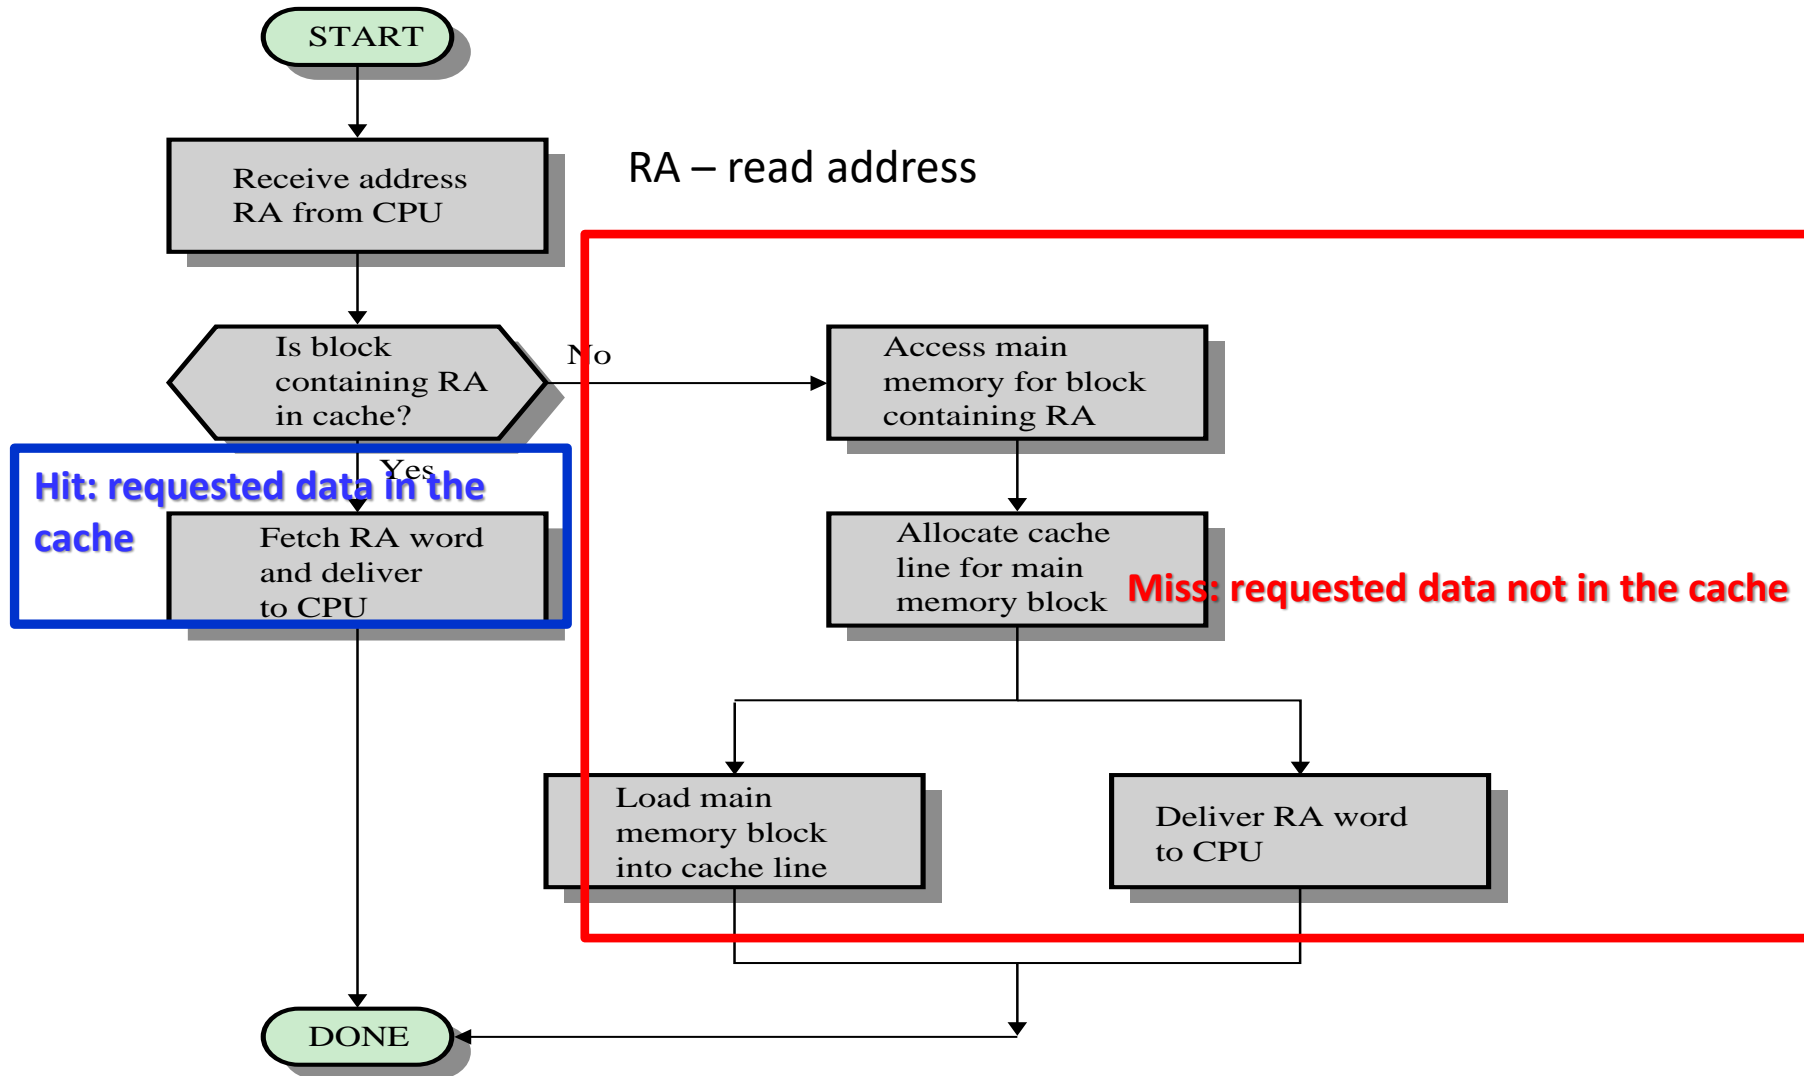 START
Receive address
RA from CPU
RA – read address
Is block
containing RA
in cache?
No
Access main
memory for block
containing RA
Yes
Hit: requested data in the
cache
Fetch RA word
and deliver
to CPU
Allocate cache
line for main
memory block
Miss: requested data not in the cache
Load main
memory block
into cache line
Deliver RA word
to CPU
DONE